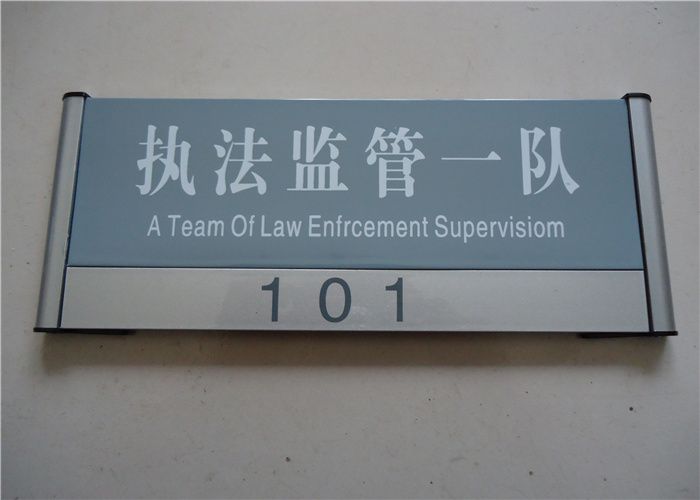 执法监管一队
A Team Of Law Enfrcement Supervisiom
101